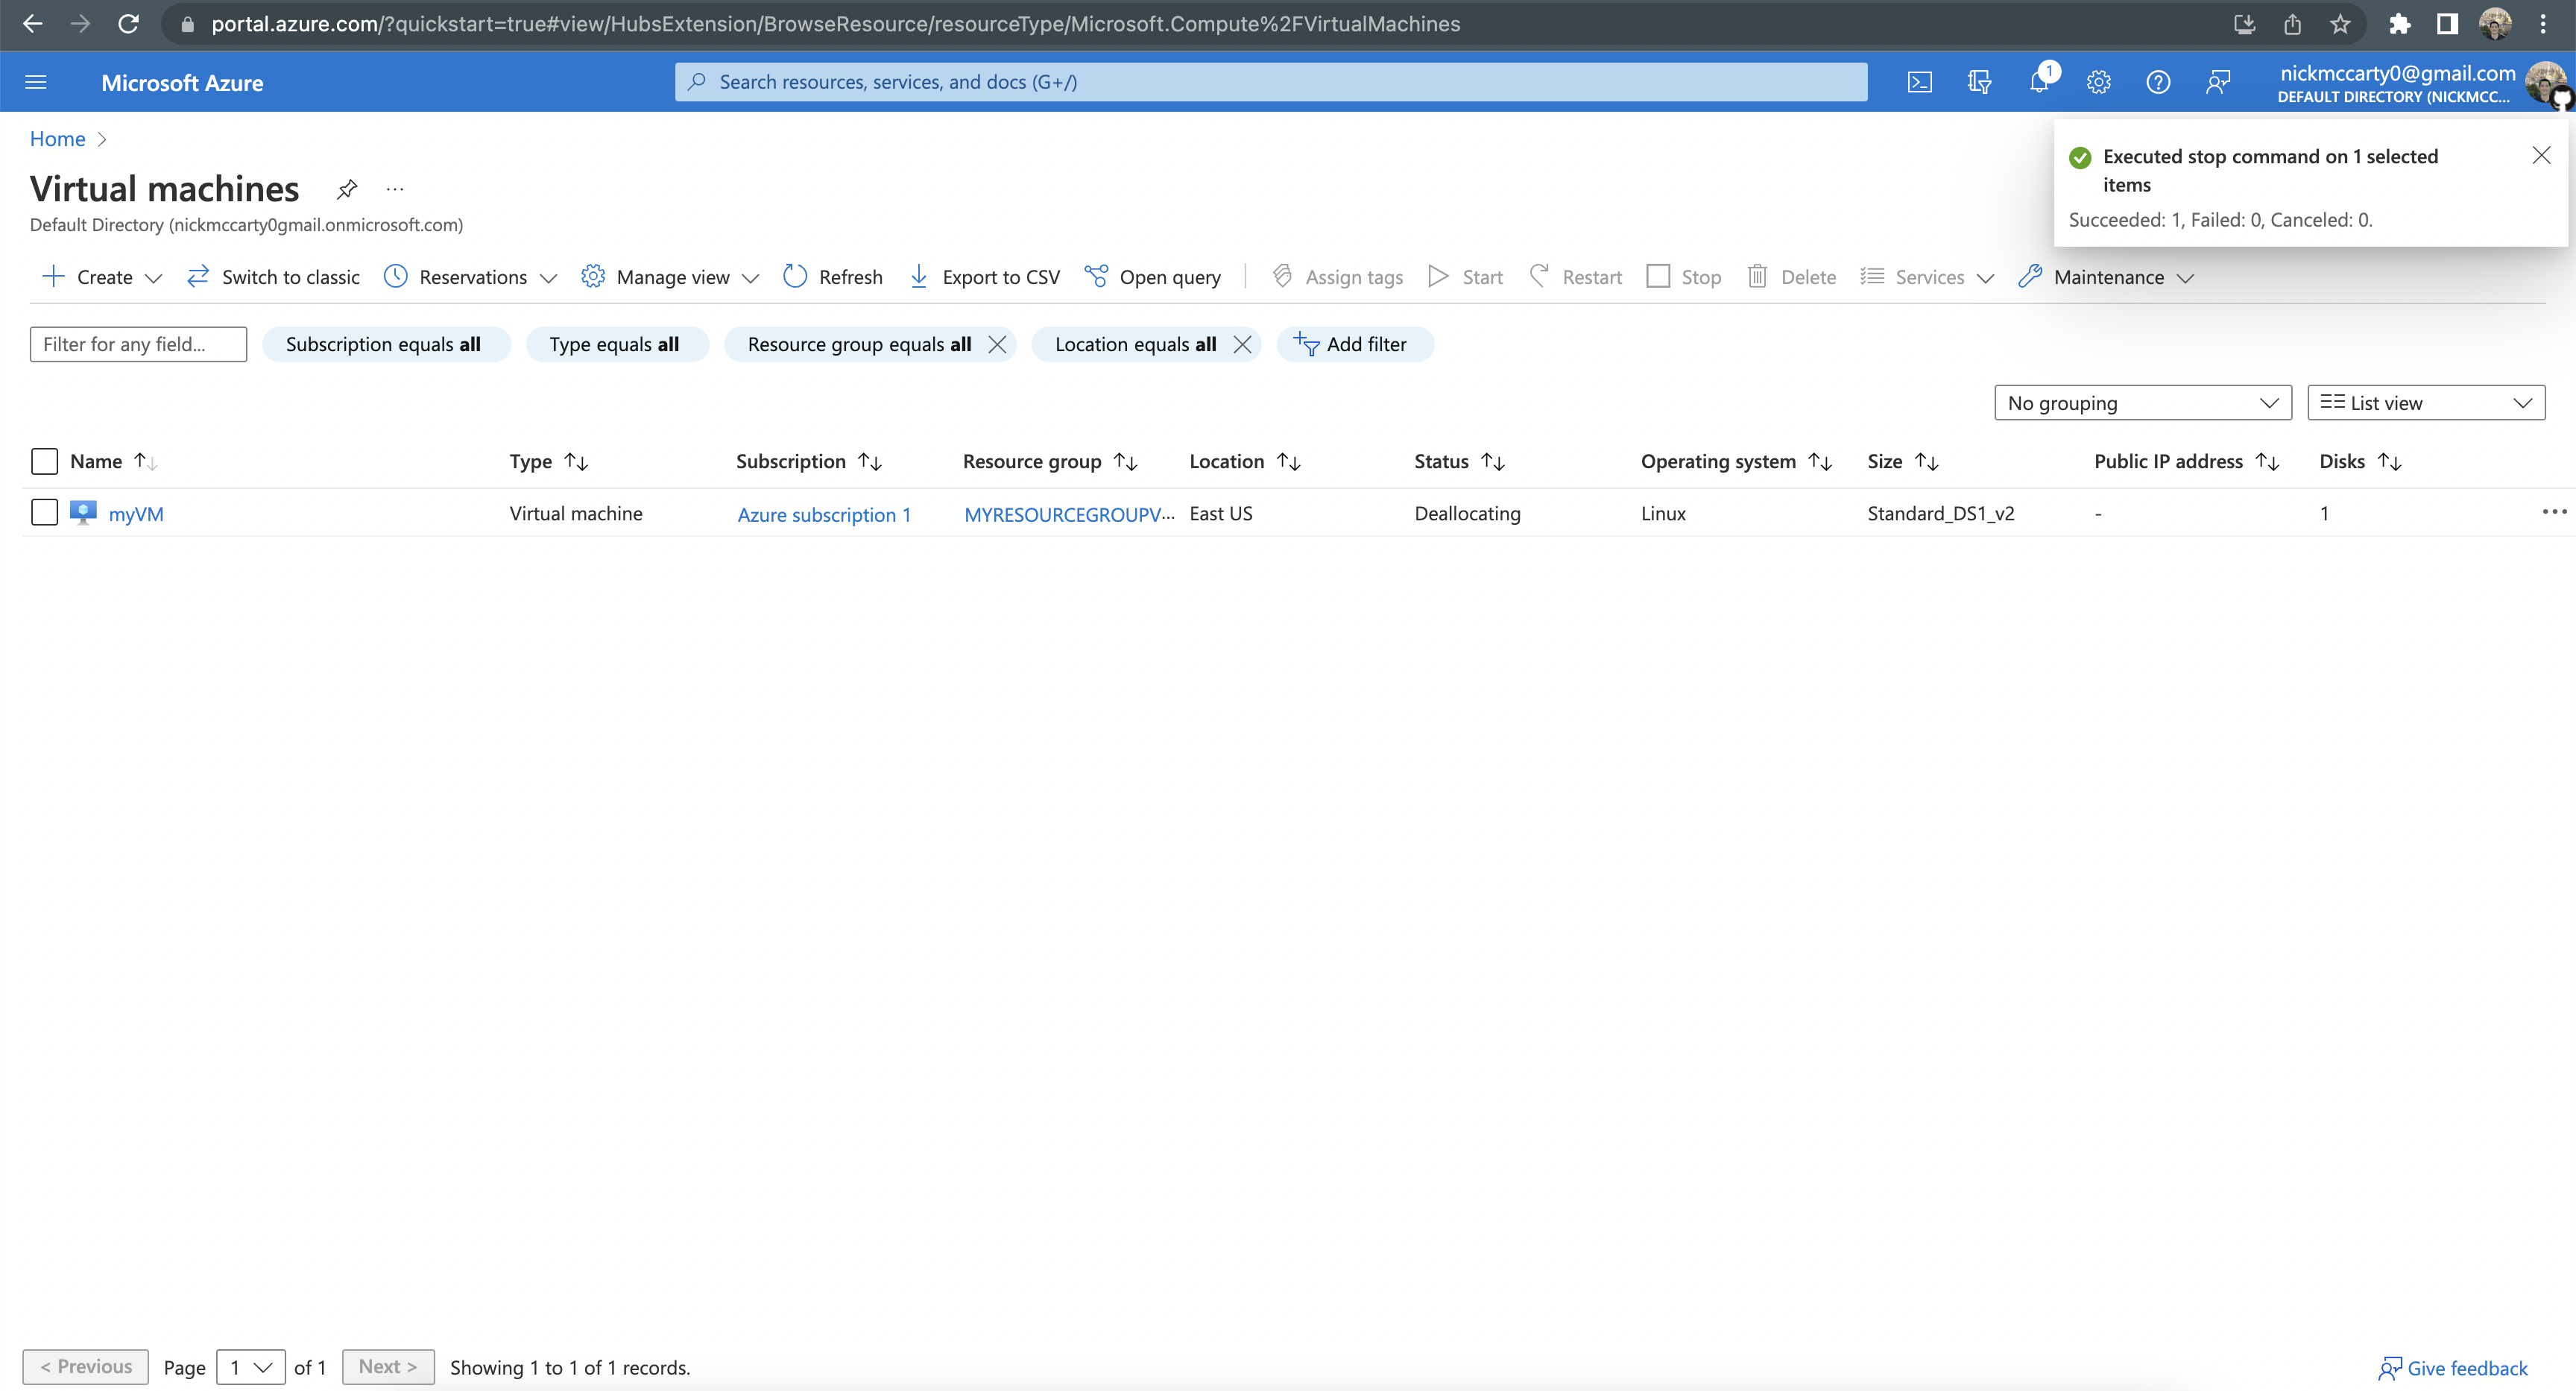 portal.azure.com/?quickstart=true#view/HubsExtension/BrowseResource/resourceType/Microsoft.Compute%2FVirtualMachines
Microsoft Azure
Search resources, services, and docs (G+/)
1
nickmccarty0@gmail.com
DEFAULT DIRECTORY (NICKMCC...
Home
Executed stop command on 1 selected
items
Succeeded: 1, Failed: 0, Canceled: 0.
Virtual machines
...
Default Directory (nickmccarty0gmail.onmicrosoft.com)
Create
Switch to classic
Reservations
Manage view
Refresh
Export to CSV
Open query
Assign tags
Start
Restart
Stop
Delete
Services
Maintenance
Filter for any field...
Subscription equals all
Type equals all
Resource group equals all
Location equals all
Add filter
No grouping
List view
Name Type Subscription Resource group Location Status Operating system Size Public IP address Disks
myVM Virtual machine Azure subscription 1 MYRESOURCEGROUPV... East US Deallocating Linux Standard_DS1_v2 - 1 ...
< Previous Page 1 of 1 Next > Showing 1 to 1 of 1 records.
Give feedback